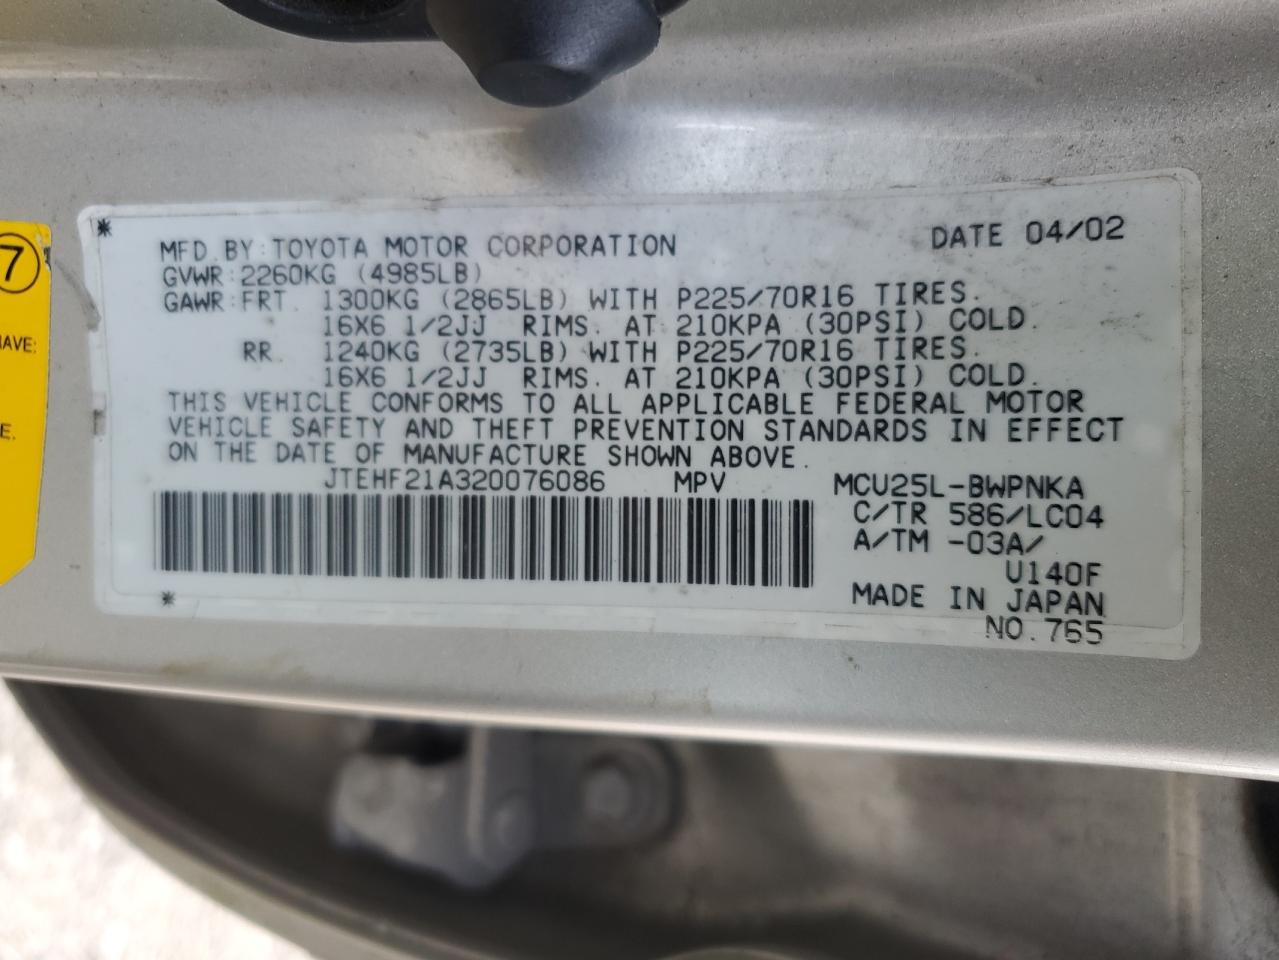 7
HAVE:
E.
* DATE 04/02
MFD. BY: TOYOTA MOTOR CORPORATION
GVWR: 2260KG (4985LB)
GAWR: FRT. 1300KG (2865LB) WITH P225/70R16 TIRES.
16X6 1/2JJ RIMS. AT 210KPA (30PSI) COLD.
RR. 1240KG (2735LB) WITH P225/70R16 TIRES.
16X6 1/2JJ RIMS. AT 210KPA (30PSI) COLD.
THIS VEHICLE CONFORMS TO ALL APPLICABLE FEDERAL MOTOR
VEHICLE SAFETY AND THEFT PREVENTION STANDARDS IN EFFECT
ON THE DATE OF MANUFACTURE SHOWN ABOVE.
JTEHF21A320076086 MPV MCU25L-BWPNKA
C/TR 586/LC04
A/TM -03A/
U140F
* MADE IN JAPAN
NO. 765